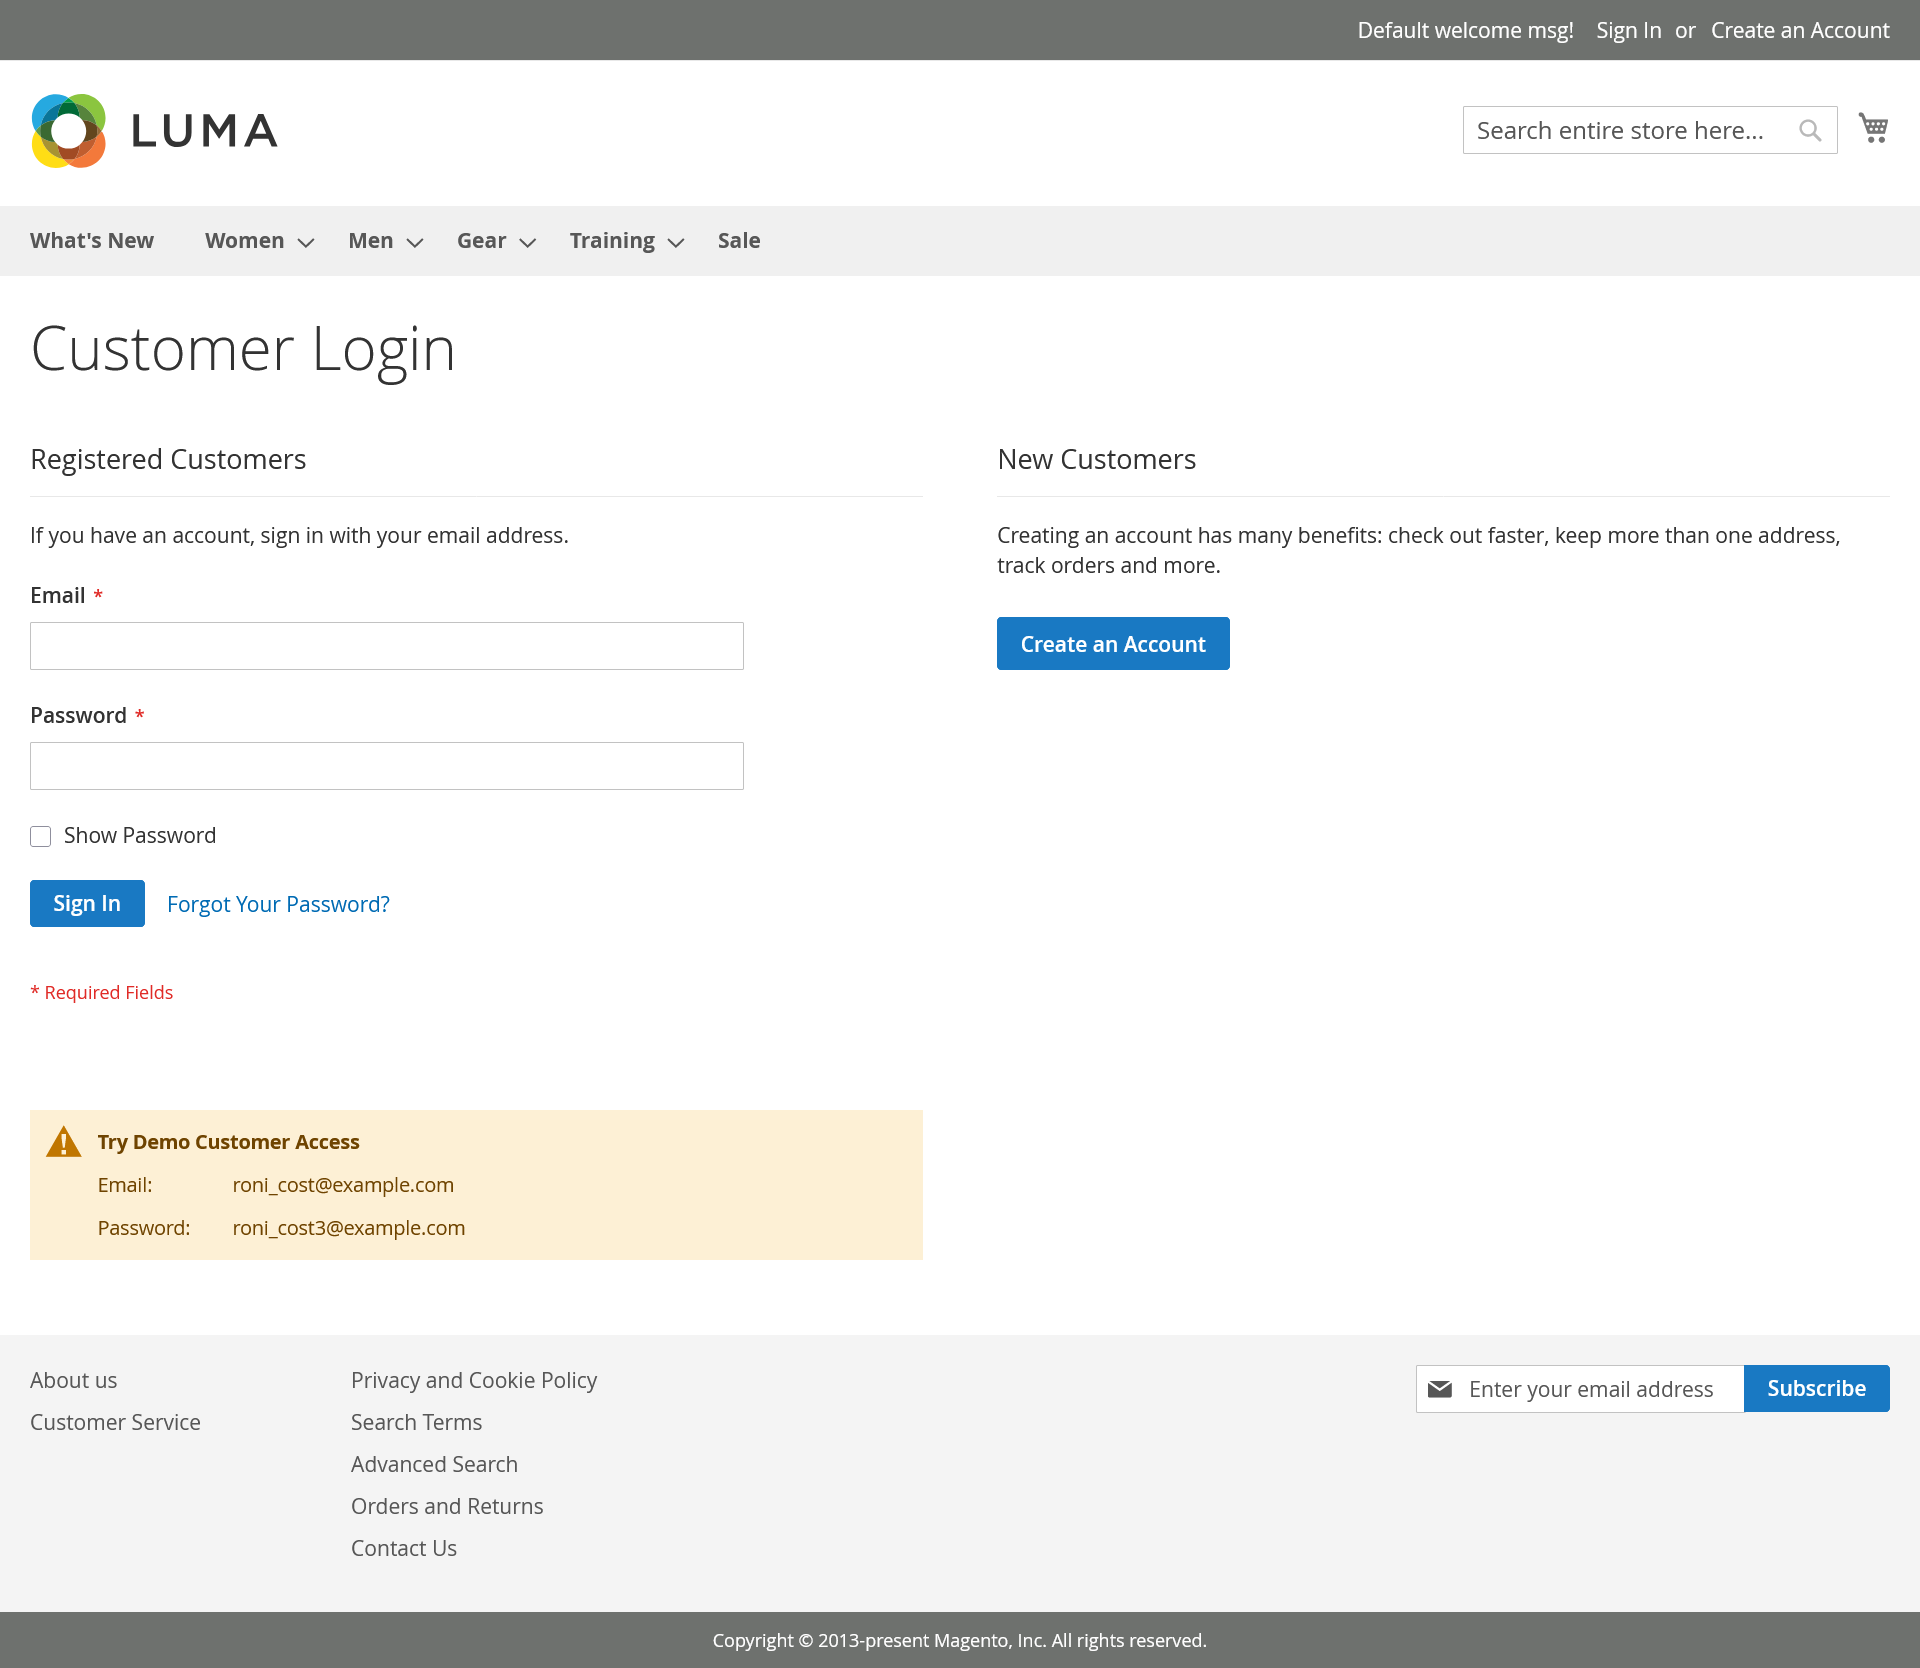 Default welcome msg! Sign In or Create an Account
LUMA
Search entire store here...
What's New Women Men Gear Training Sale
Customer Login
Registered Customers
If you have an account, sign in with your email address.
Email *
Password *
Show Password
Sign In Forgot Your Password?
* Required Fields
Try Demo Customer Access
Email: roni_cost@example.com
Password: roni_cost3@example.com
New Customers
Creating an account has many benefits: check out faster, keep more than one address,
track orders and more.
Create an Account
About us
Customer Service
Privacy and Cookie Policy
Search Terms
Advanced Search
Orders and Returns
Contact Us
Enter your email address Subscribe
Copyright © 2013-present Magento, Inc. All rights reserved.